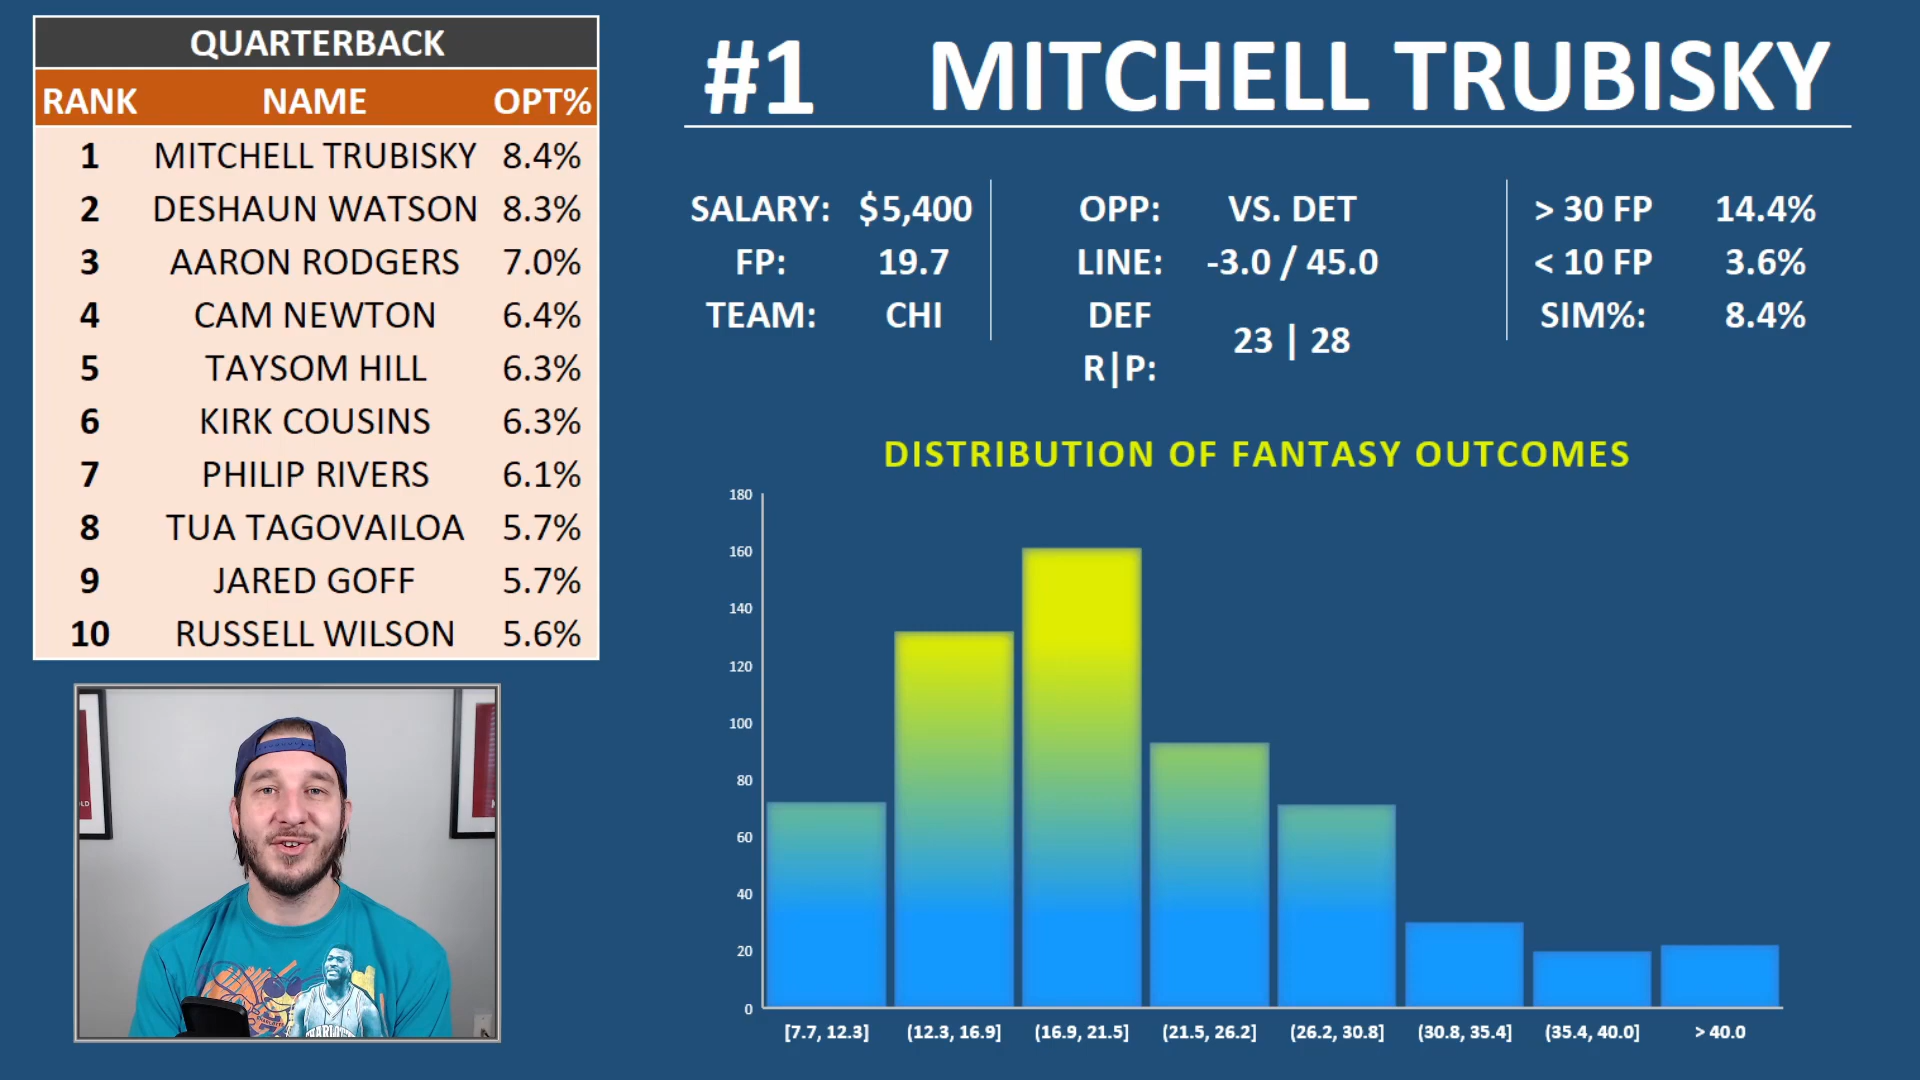 QUARTERBACK
RANK NAME OPT%
1 MITCHELL TRUBISKY 8.4%
2 DESHAUN WATSON 8.3%
3 AARON RODGERS 7.0%
4 CAM NEWTON 6.4%
5 TAYSOM HILL 6.3%
6 KIRK COUSINS 6.3%
7 PHILIP RIVERS 6.1%
8 TUA TAGOVAILOA 5.7%
9 JARED GOFF 5.7%
10 RUSSELL WILSON 5.6%
#1 MITCHELL TRUBISKY
SALARY: $5,400
FP: 19.7
TEAM: CHI
OPP: VS. DET
LINE: -3.0 / 45.0
DEF
R|P:
23 | 28
> 30 FP 14.4%
< 10 FP 3.6%
SIM%: 8.4%
DISTRIBUTION OF FANTASY OUTCOMES
180
160
140
120
100
80
60
40
20
0
[7.7, 12.3] (12.3, 16.9] (16.9, 21.5] (21.5, 26.2] (26.2, 30.8] (30.8, 35.4] (35.4, 40.0] > 40.0